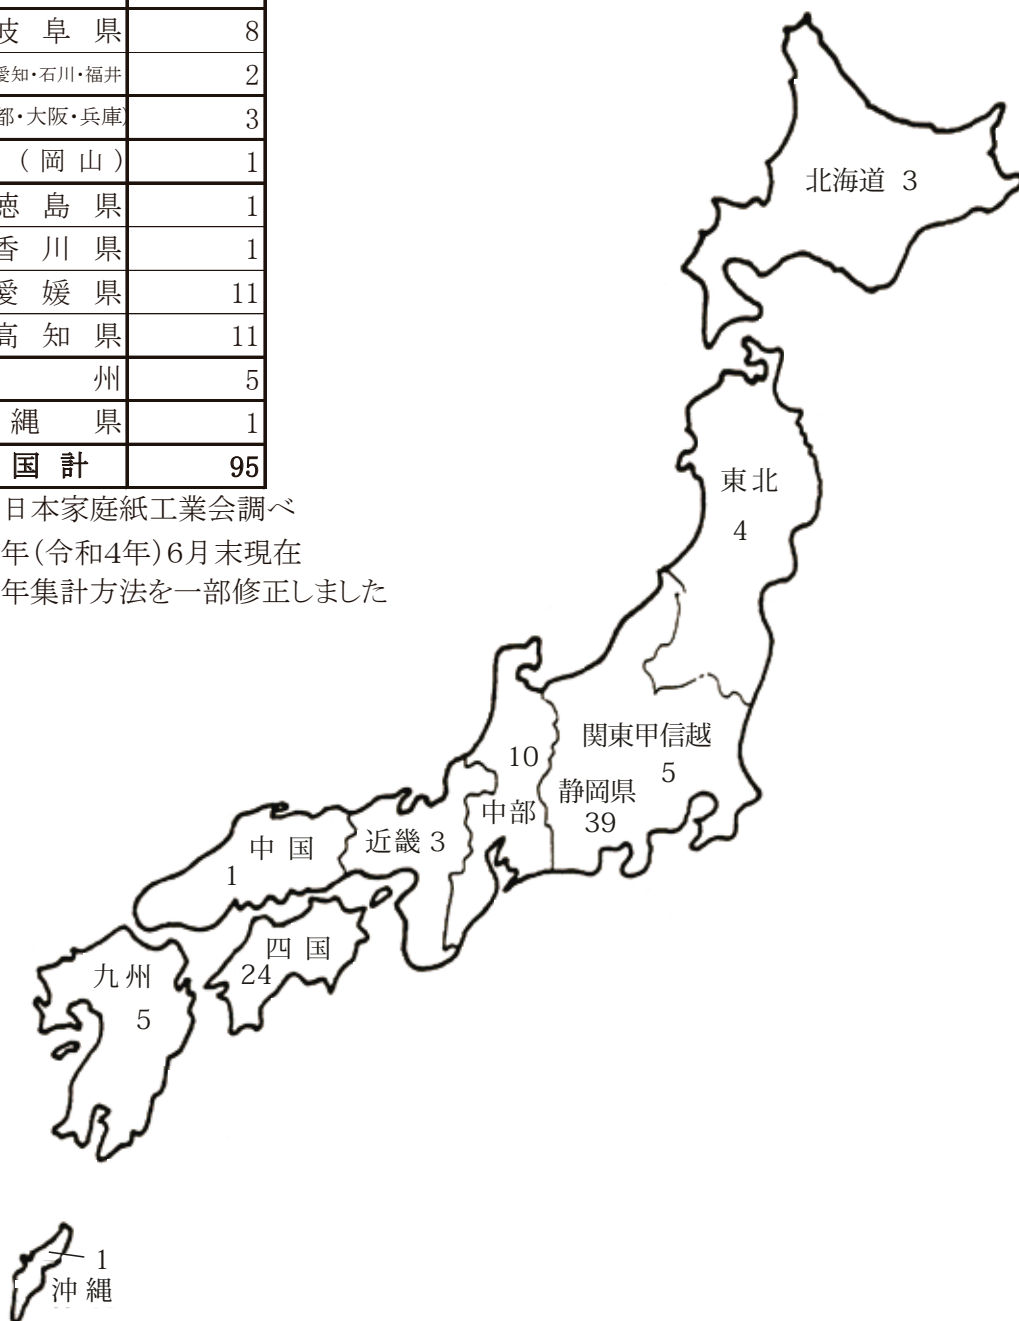 岐阜県 8
愛知・石川・福井 2
都・大阪・兵庫) 3
(岡山) 1
徳島県 1
香川県 1
愛媛県 11
高知県 11
州 5
縄県 1
国計 95
日本家庭紙工業会調べ
年(令和4年)6月末現在
年集計方法を一部修正しました
北海道 3
東北
4
関東甲信越
5
静岡県
39
10
中部
近畿 3
中国
1
四国
24
九州
5
1
沖縄